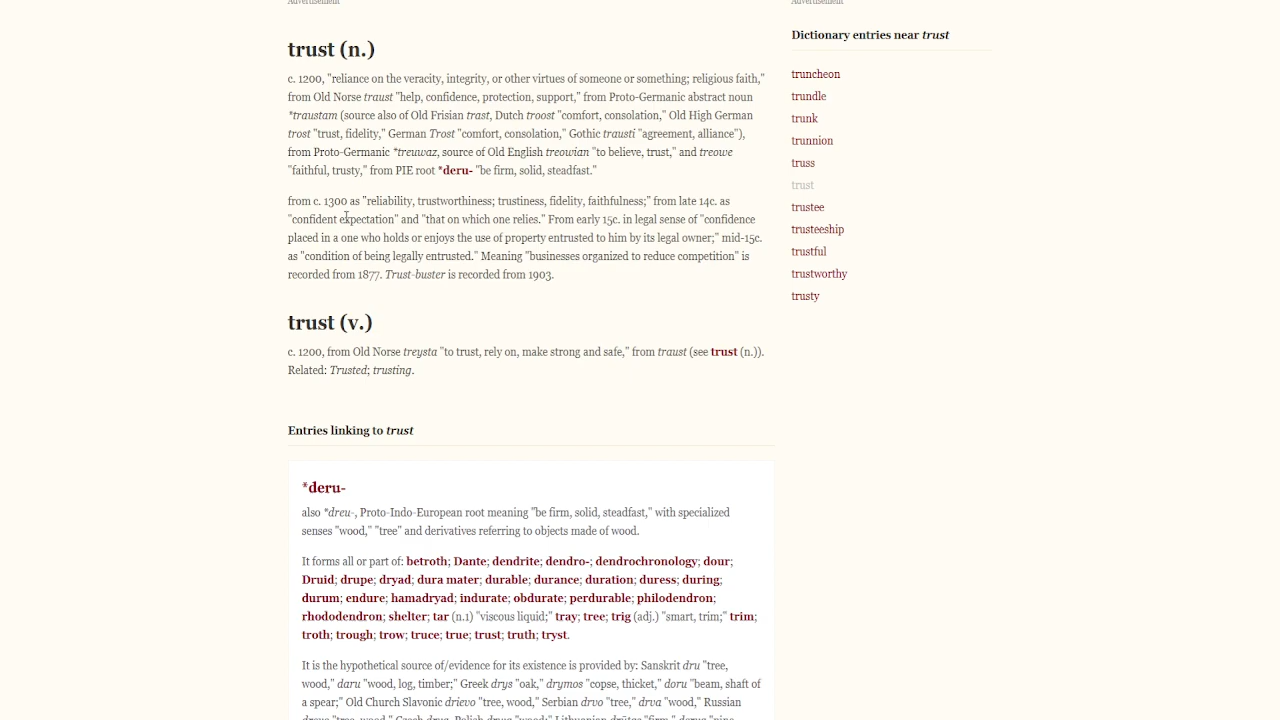 Advertisement
trust (n.)
c. 1200, "reliance on the veracity, integrity, or other virtues of someone or something; religious faith,"
from Old Norse traust "help, confidence, protection, support," from Proto-Germanic abstract noun
*traustam (source also of Old Frisian trast, Dutch troost "comfort, consolation," Old High German
trost "trust, fidelity," German Trost "comfort, consolation," Gothic trausti "agreement, alliance"),
from Proto-Germanic *treuwaz, source of Old English treowian "to believe, trust," and treowe
"faithful, trusty," from PIE root *deru- "be firm, solid, steadfast."
from c. 1300 as "reliability, trustworthiness; trustiness, fidelity, faithfulness;" from late 14c. as
"confident expectation" and "that on which one relies." From early 15c. in legal sense of "confidence
placed in a one who holds or enjoys the use of property entrusted to him by its legal owner;" mid-15c.
as "condition of being legally entrusted." Meaning "businesses organized to reduce competition" is
recorded from 1877. Trust-buster is recorded from 1903.
trust (v.)
c. 1200, from Old Norse treysta "to trust, rely on, make strong and safe," from traust (see trust (n.)).
Related: Trusted; trusting.
Entries linking to trust
*deru-
also *dreu-, Proto-Indo-European root meaning "be firm, solid, steadfast," with specialized
senses "wood," "tree" and derivatives referring to objects made of wood.
It forms all or part of: betroth; Dante; dendrite; dendro-; dendrochronology; dour;
Druid; drupe; dryad; dura mater; durable; durance; duration; duress; during;
durum; endure; hamadryad; indurate; obdurate; perdurable; philodendron;
rhododendron; shelter; tar (n.1) "viscous liquid;" tray; tree; trig (adj.) "smart, trim;" trim;
troth; trough; trow; truce; true; trust; truth; tryst.
It is the hypothetical source of/evidence for its existence is provided by: Sanskrit dru "tree,
wood," daru "wood, log, timber;" Greek drys "oak," drymos "copse, thicket," doru "beam, shaft of
a spear;" Old Church Slavonic drievo "tree, wood," Serbian drvo "tree," drva "wood," Russian
Advertisement
Dictionary entries near trust
truncheon
trundle
trunk
trunnion
truss
trust
trustee
trusteeship
trustful
trustworthy
trusty